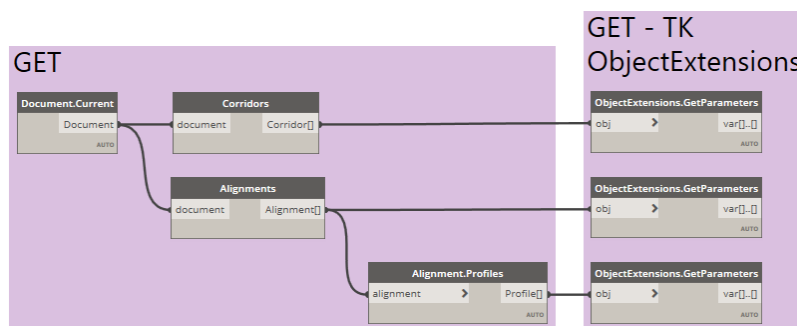 GET
GET - TK
ObjectExtensions
Document.Current
Document
AUTO
Corridors
document
Corridor[]
Alignments
document
Alignment[]
Alignment.Profiles
alignment > Profile[]
AUTO
ObjectExtensions.GetParameters
obj > var[]..[]
AUTO
ObjectExtensions.GetParameters
obj > var[]..[]
AUTO
ObjectExtensions.GetParameters
obj > var[]..[]
AUTO